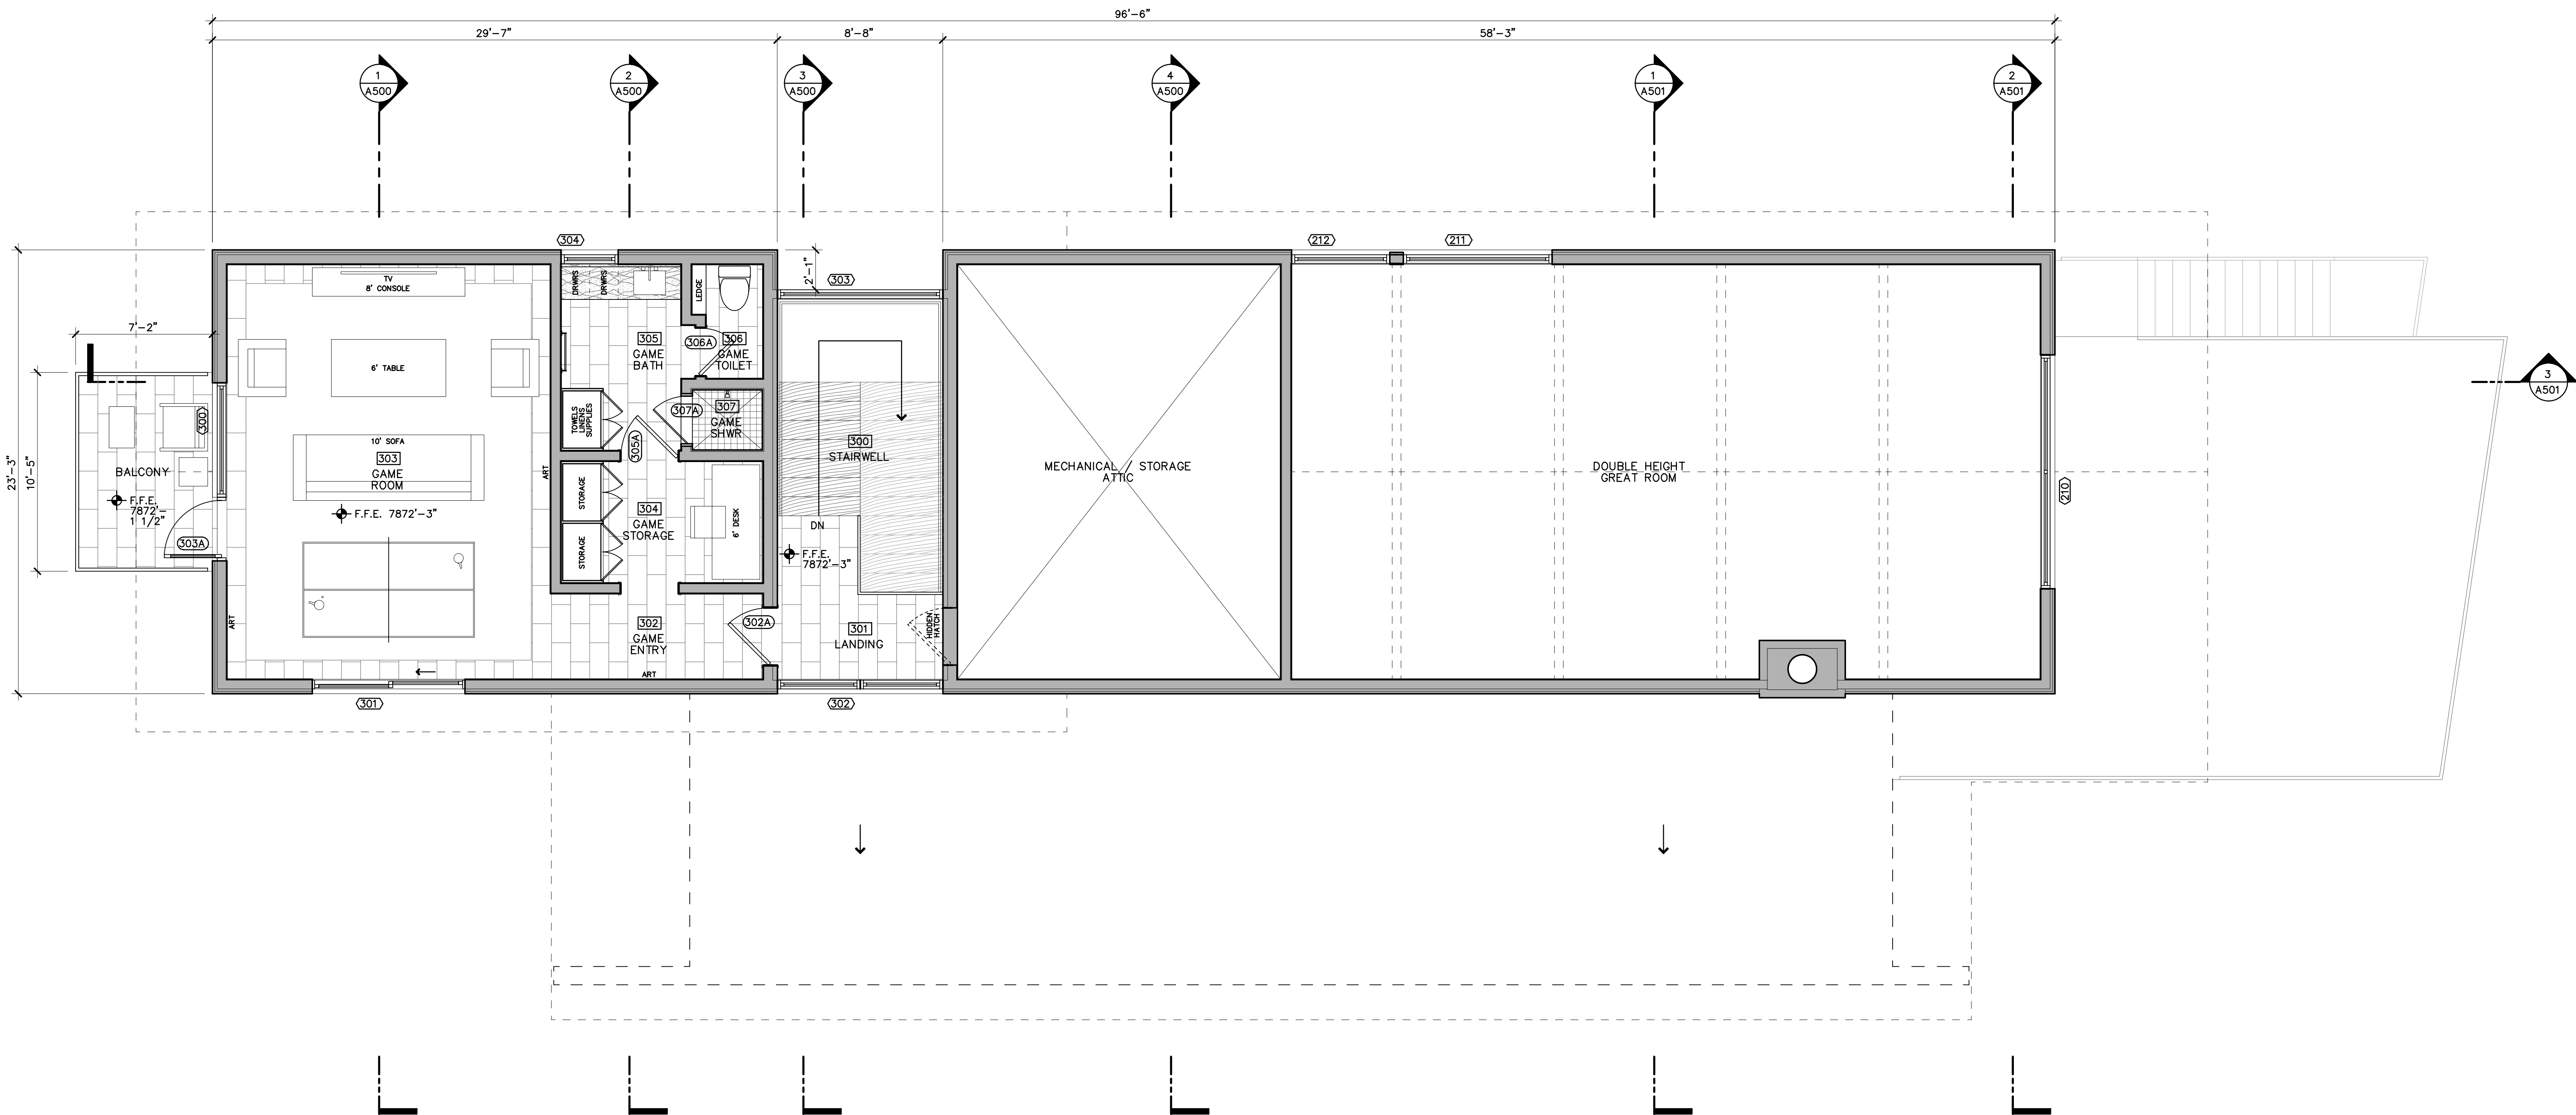 96'-6"
29'-7"
8'-8"
58'-3"
1
A500
2
A500
3
A500
4
A500
1
A501
2
A501
304
212
211
2'-1"
303
TV
8' CONSOLE
DRWRS
DRWRS
LEDGE
7'-2"
305
GAME
BATH
306A
306
GAME
TOILET
6' TABLE
3
A501
TOWELS
LINENS
SUPPLIES
307A
307
GAME
SHWR
300
10' SOFA
303
GAME
ROOM
305A
300
STAIRWELL
23'-3"
10'-5"
BALCONY
ART
MECHANICAL / STORAGE
ATTIC
DOUBLE HEIGHT
GREAT ROOM
210
F.F.E.
7872'-
1 1/2"
F.F.E. 7872'-3"
STORAGE
304
GAME
STORAGE
6' DESK
DN
303A
STORAGE
F.F.E.
7872'-3"
ART
302
GAME
ENTRY
302A
301
LANDING
HIDDEN
HATCH
ART
301
302